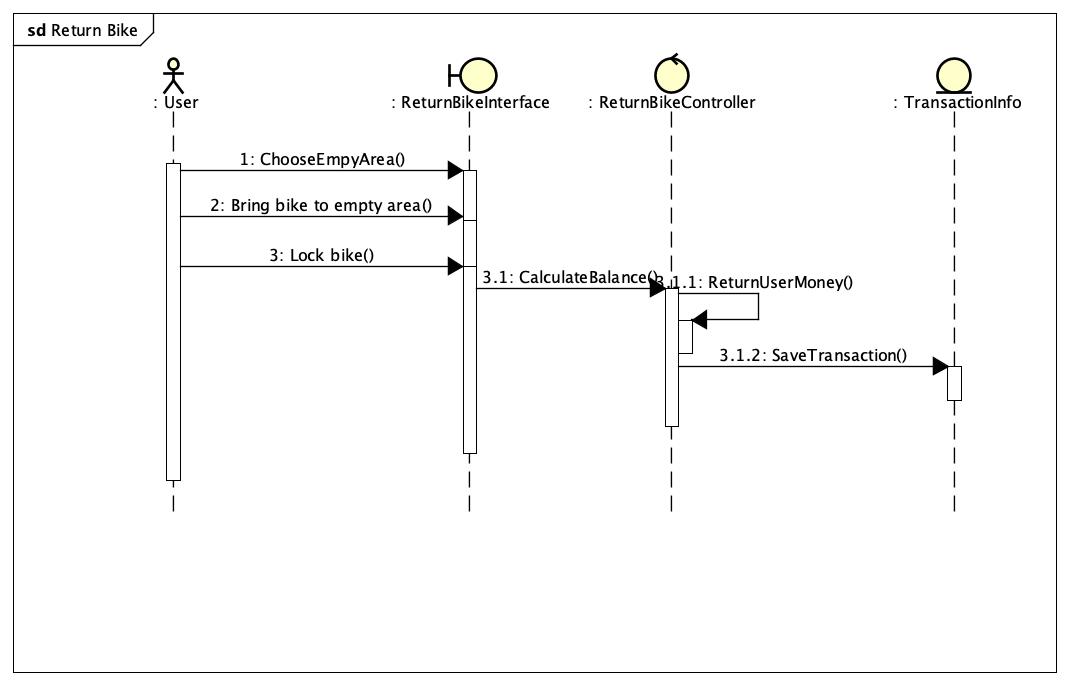 sd Return Bike
: User
: ReturnBikeInterface
: ReturnBikeController
: TransactionInfo
1: ChooseEmpyArea()
2: Bring bike to empty area()
3: Lock bike()
3.1: CalculateBalance()
3.1.1: ReturnUserMoney()
3.1.2: SaveTransaction()